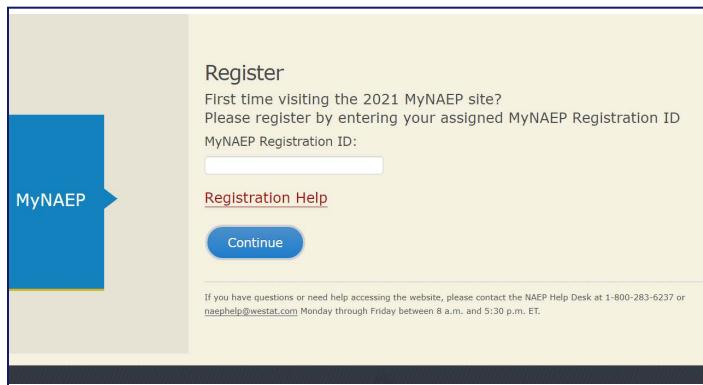 Register
First time visiting the 2021 MyNAEP site?
Please register by entering your assigned MyNAEP Registration ID
MyNAEP Registration ID:
MyNAEP
Registration Help
Continue
If you have questions or need help accessing the website, please contact the NAEP Help Desk at 1-800-283-6237 or
naephelp@westat.com Monday through Friday between 8 a.m. and 5:30 p.m. ET.